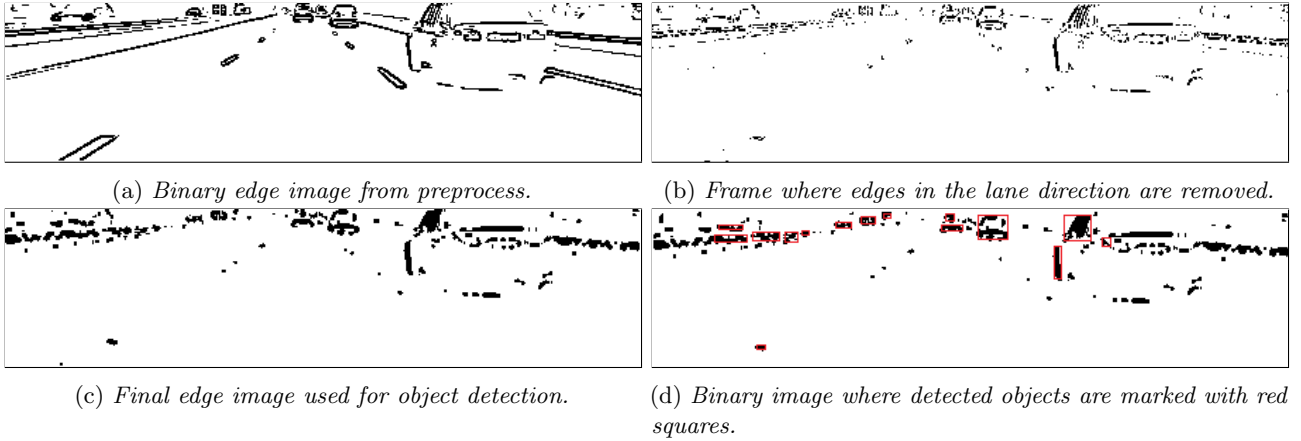 (a) Binary edge image from preprocess.
(b) Frame where edges in the lane direction are removed.
(c) Final edge image used for object detection.
(d) Binary image where detected objects are marked with red
squares.